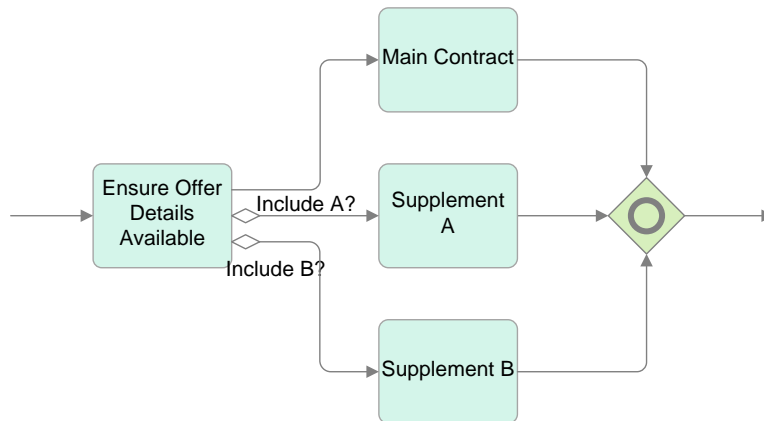 Main Contract
Ensure Offer
Details
Available
Include A?
Supplement
A
Include B?
Supplement B